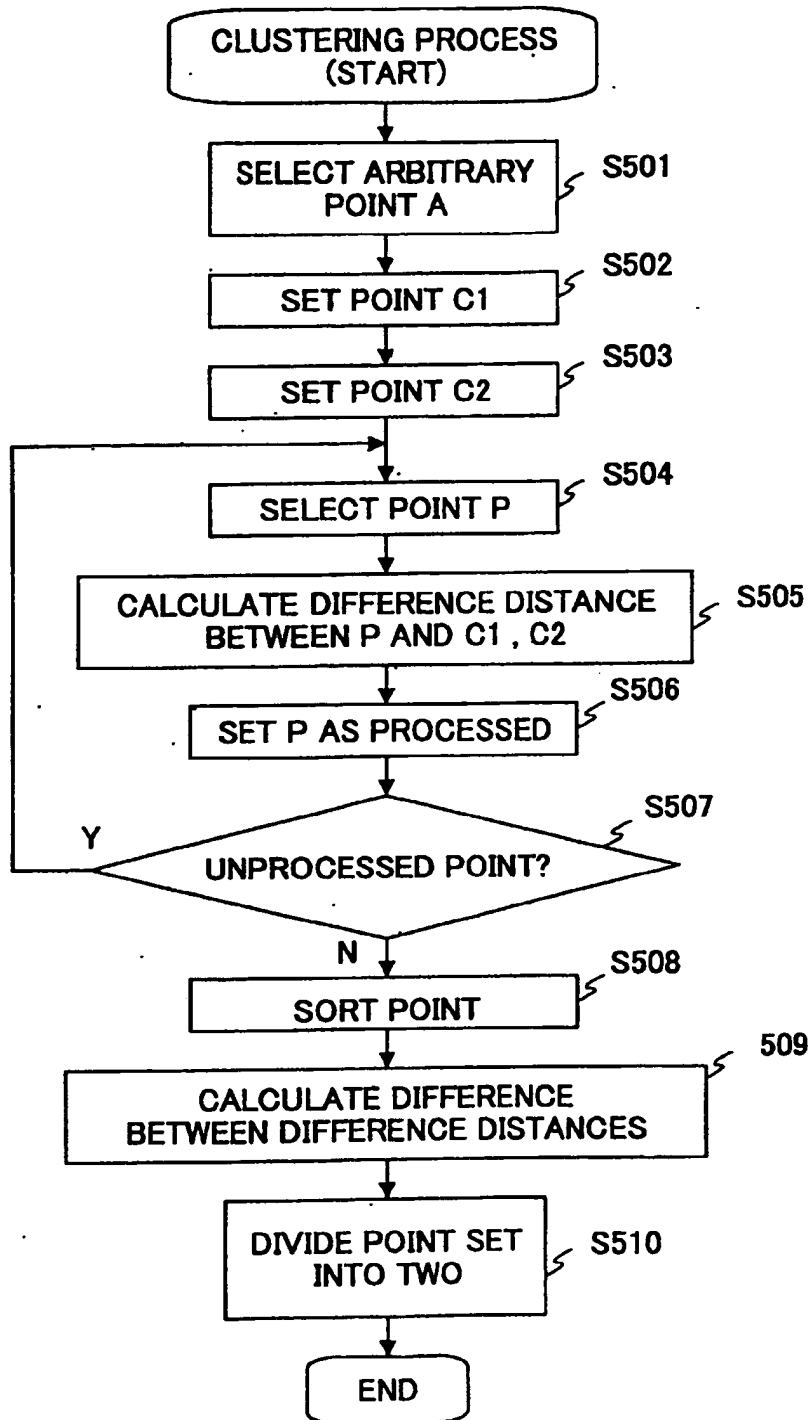 CLUSTERING PROCESS
(START)
SELECT ARBITRARY
POINT A
S501
SET POINT C1
S502
SET POINT C2
S503
SELECT POINT P
S504
CALCULATE DIFFERENCE DISTANCE
BETWEEN P AND C1 , C2
S505
SET P AS PROCESSED
S506
UNPROCESSED POINT?
S507
Y
N
SORT POINT
S508
CALCULATE DIFFERENCE
BETWEEN DIFFERENCE DISTANCES
509
DIVIDE POINT SET
INTO TWO
S510
END